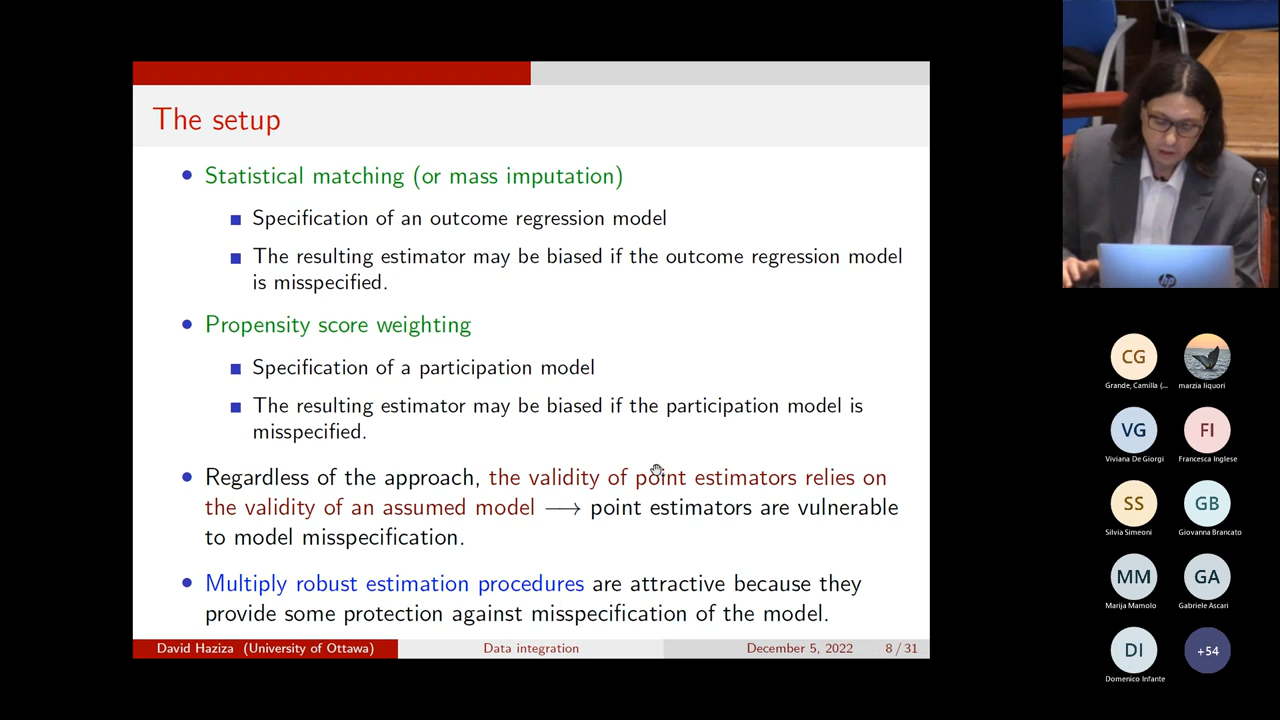 The setup
Statistical matching (or mass imputation)
Specification of an outcome regression model
The resulting estimator may be biased if the outcome regression model
is misspecified.
Propensity score weighting
Specification of a participation model
The resulting estimator may be biased if the participation model is
misspecified.
Regardless of the approach, the validity of point estimators relies on
the validity of an assumed model ⟶ point estimators are vulnerable
to model misspecification.
Multiply robust estimation procedures are attractive because they
provide some protection against misspecification of the model.
David Haziza (University of Ottawa) Data integration December 5, 2022 8 / 31
hp
CG
Grande, Camilla (...
marzia liquori
VG
Viviana De Giorgi
FI
Francesca Inglese
SS
Silvia Simeoni
GB
Giovanna Brancato
MM
Marija Mamolo
GA
Gabriele Ascari
DI
Domenico Infante
+54